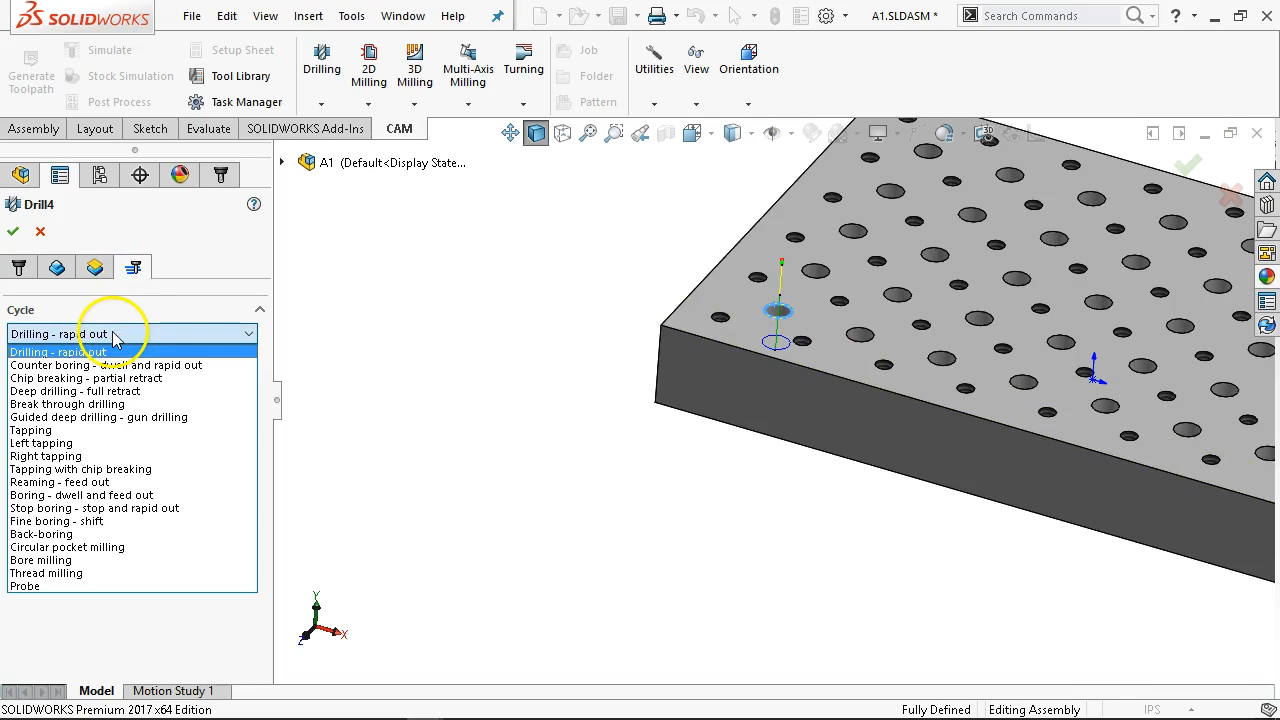 SOLIDWORKS
File Edit View Insert Tools Window Help
A1.SLDASM *
Search Commands
Generate Toolpath
Simulate
Stock Simulation
Post Process
Setup Sheet
Tool Library
Task Manager
Drilling
2D Milling
3D Milling
Multi-Axis Milling
Turning
Job
Folder
Pattern
Utilities
View
Orientation
Assembly Layout Sketch Evaluate SOLIDWORKS Add-Ins CAM
A1 (Default<Display State...
Drill4
Cycle
Drilling - rapid out
Drilling - rapid out
Counter boring - dwell and rapid out
Chip breaking - partial retract
Deep drilling - full retract
Break through drilling
Guided deep drilling - gun drilling
Tapping
Left tapping
Right tapping
Tapping with chip breaking
Reaming - feed out
Boring - dwell and feed out
Stop boring - stop and rapid out
Fine boring - shift
Back-boring
Circular pocket milling
Bore milling
Thread milling
Probe
Y
X
Z
Model Motion Study 1
SOLIDWORKS Premium 2017 x64 Edition
Fully Defined Editing Assembly IPS